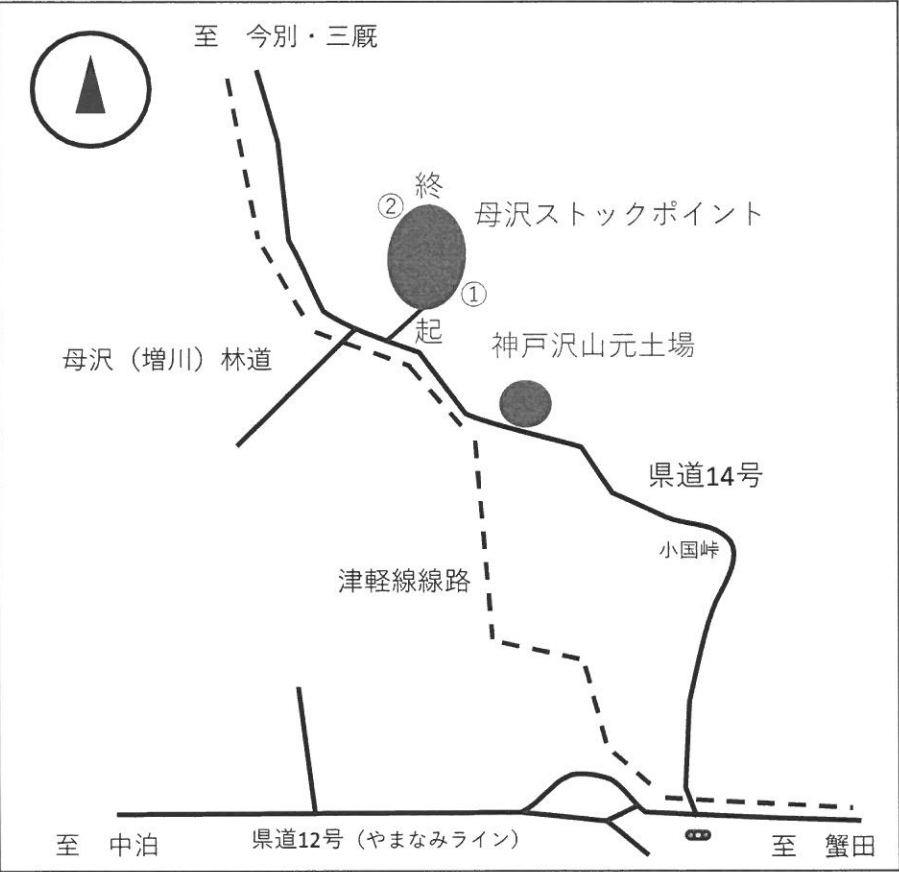 至　今別・三厩
終
②
母沢ストックポイント
①
起
神戸沢山元土場
母沢（増川）林道
県道14号
小国峠
津軽線線路
県道12号（やまなみライン）
至　中泊
至　蟹田